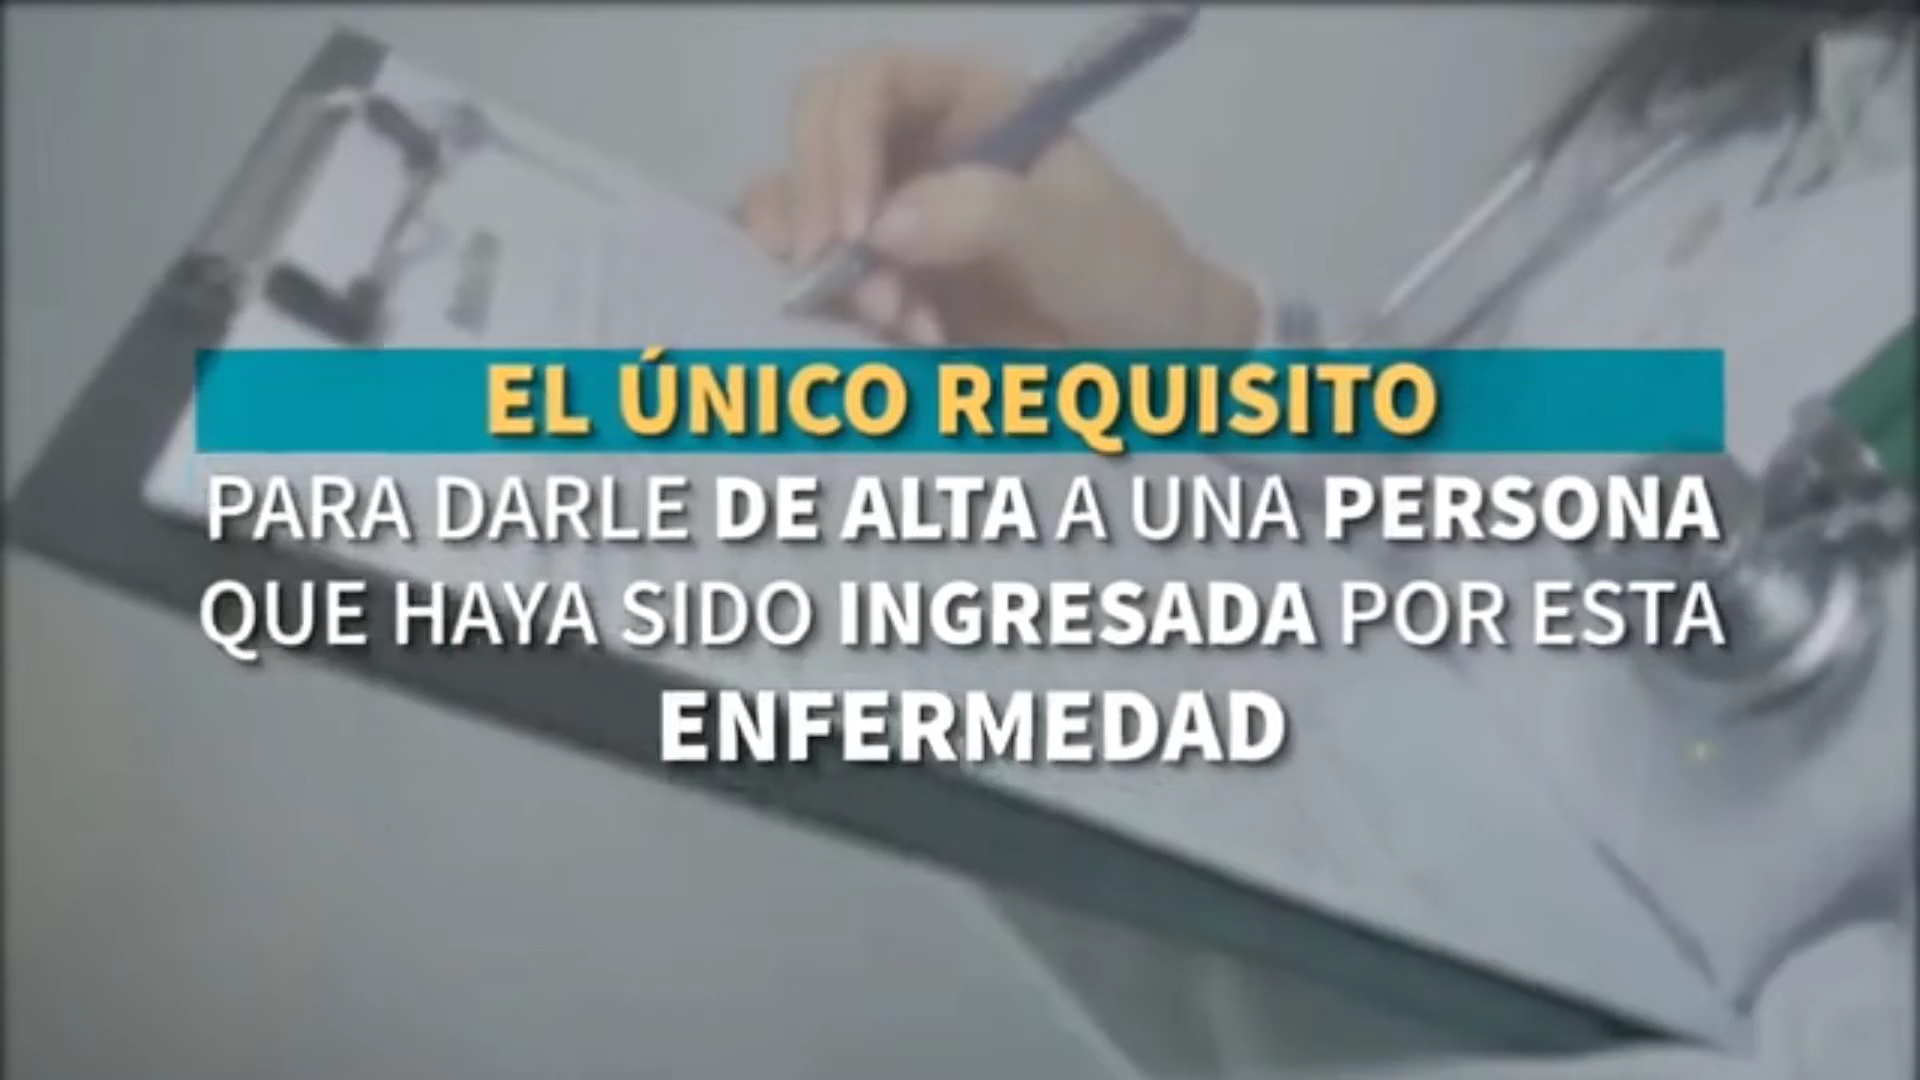 EL ÚNICO REQUISITO
PARA DARLE DE ALTA A UNA PERSONA
QUE HAYA SIDO INGRESADA POR ESTA
ENFERMEDAD